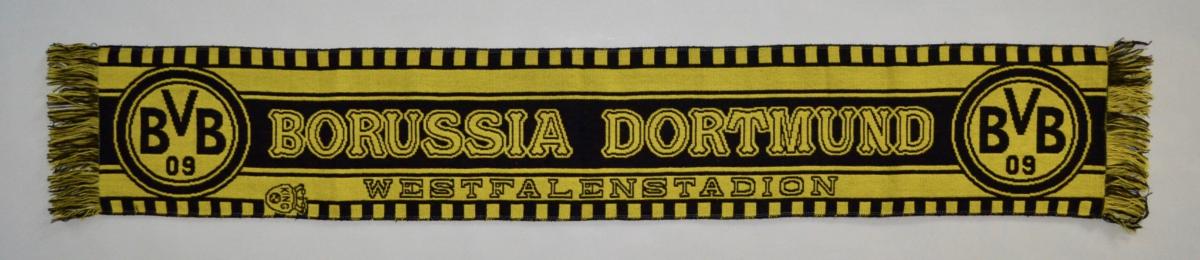 BVB 09
BORUSSIA DORTMUND
BVB 09
WESTFALENSTADION